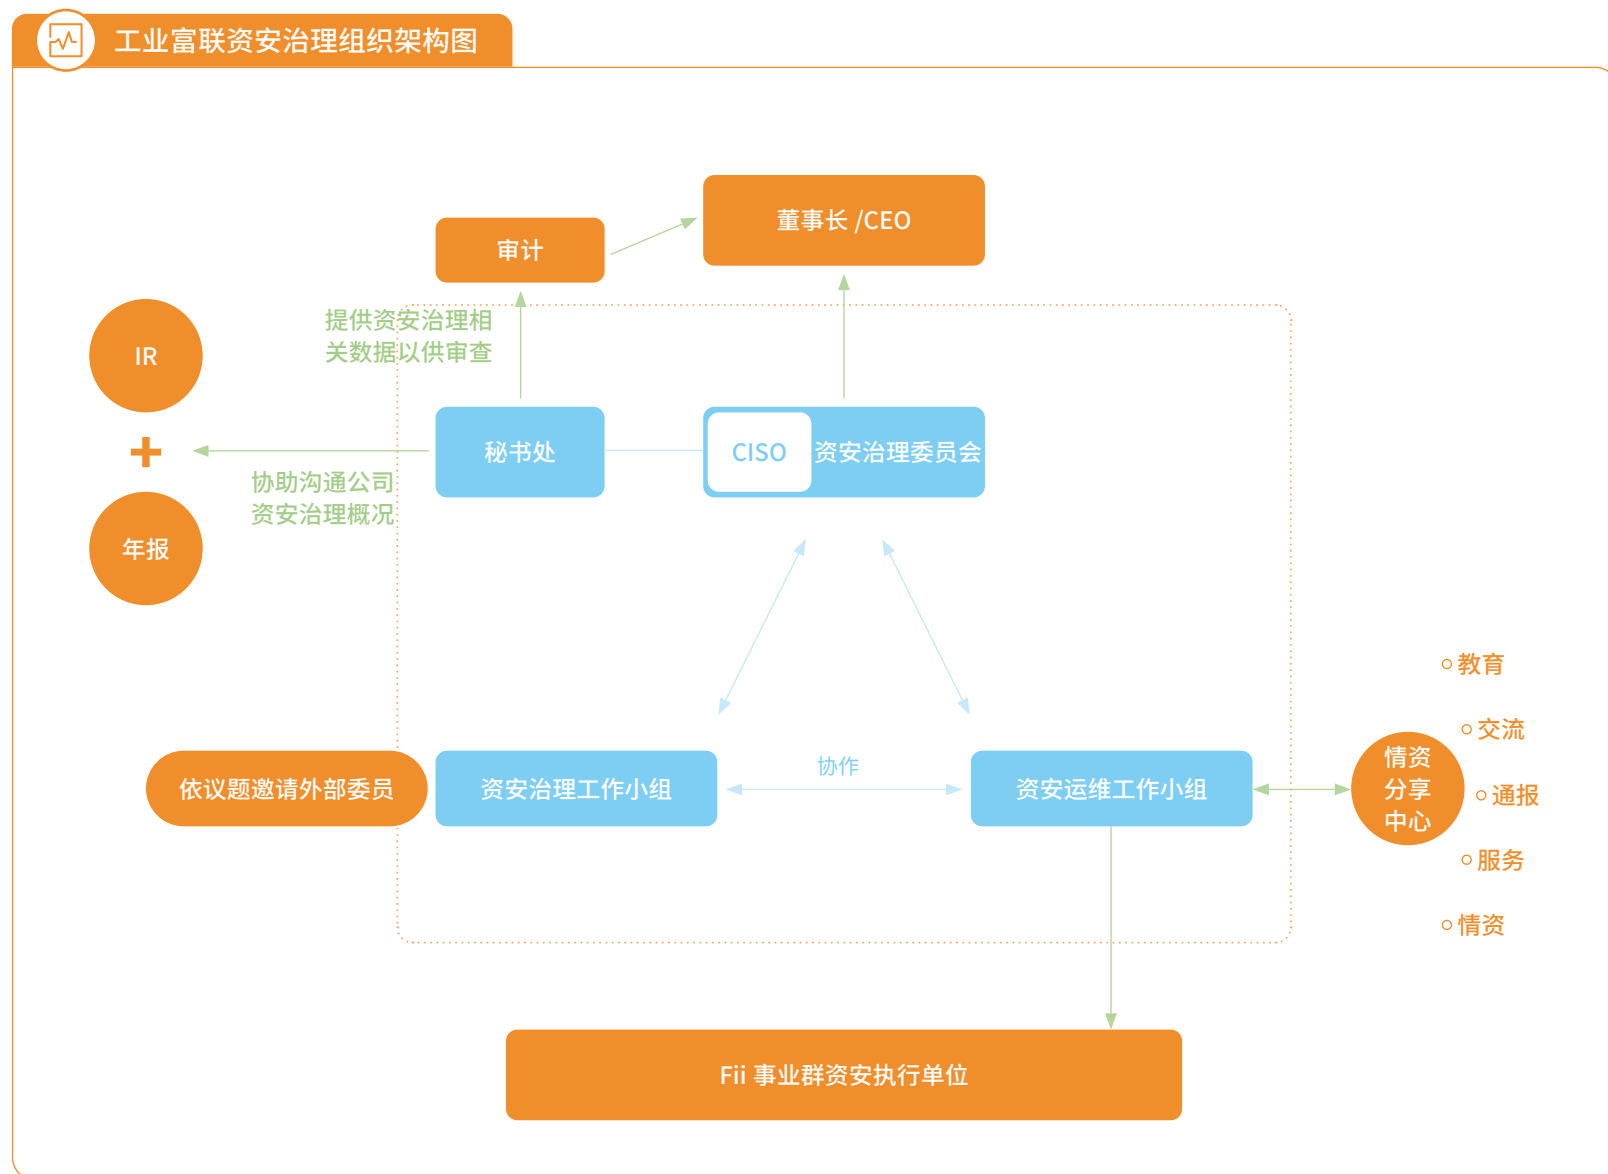 工业富联资安治理组织架构图
董事长 /CEO
审计
提供资安治理相
关数据以供审查
IR
年报
秘书处
CISO
资安治理委员会
协助沟通公司
资安治理概况
依议题邀请外部委员
资安治理工作小组
协作
资安运维工作小组
情资
分享
中心
教育
交流
通报
服务
情资
Fii 事业群资安执行单位